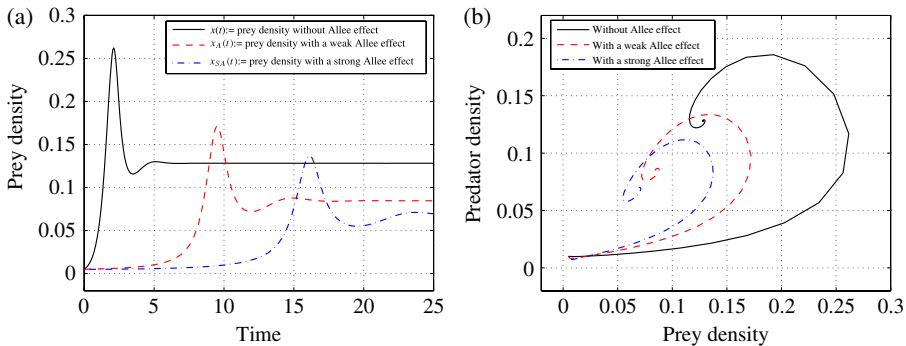 (a)
0.3
0.25
0.2
0.15
0.1
0.05
0
Prey density
x(t):= prey density without Allee effect
x_A(t):= prey density with a weak Allee effect
x_SA(t):= prey density with a strong Allee effect
0 5 10 15 20 25
Time
(b)
0.2
0.15
0.1
0.05
0
Predator density
Without Allee effect
With a weak Allee effect
With a strong Allee effect
0 0.05 0.1 0.15 0.2 0.25 0.3
Prey density